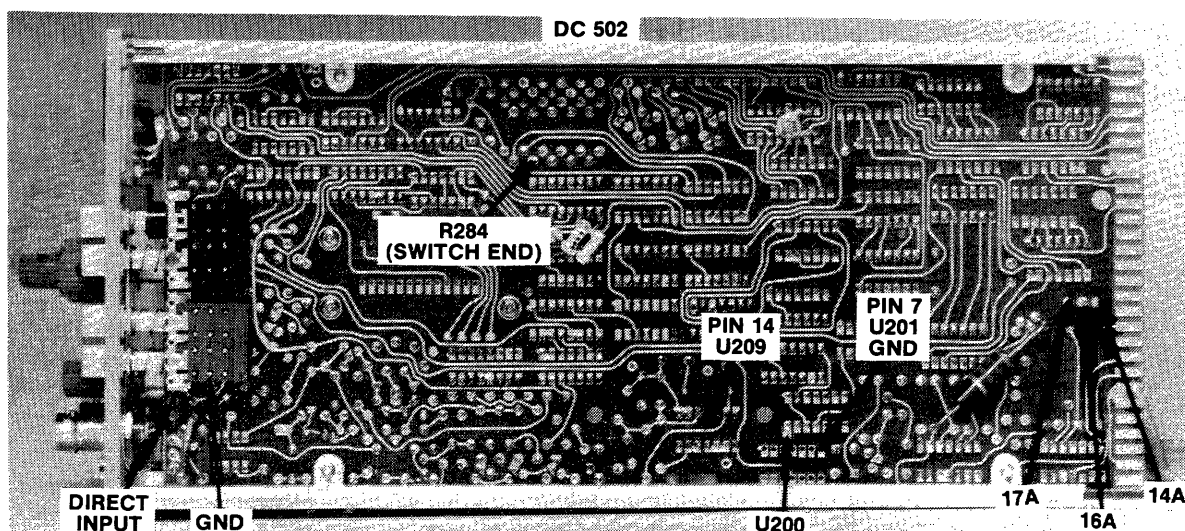 DC 502
R284
(SWITCH END)
PIN 14
U209
PIN 7
U201
GND
DIRECT
INPUT
GND
U200
17A
16A
14A